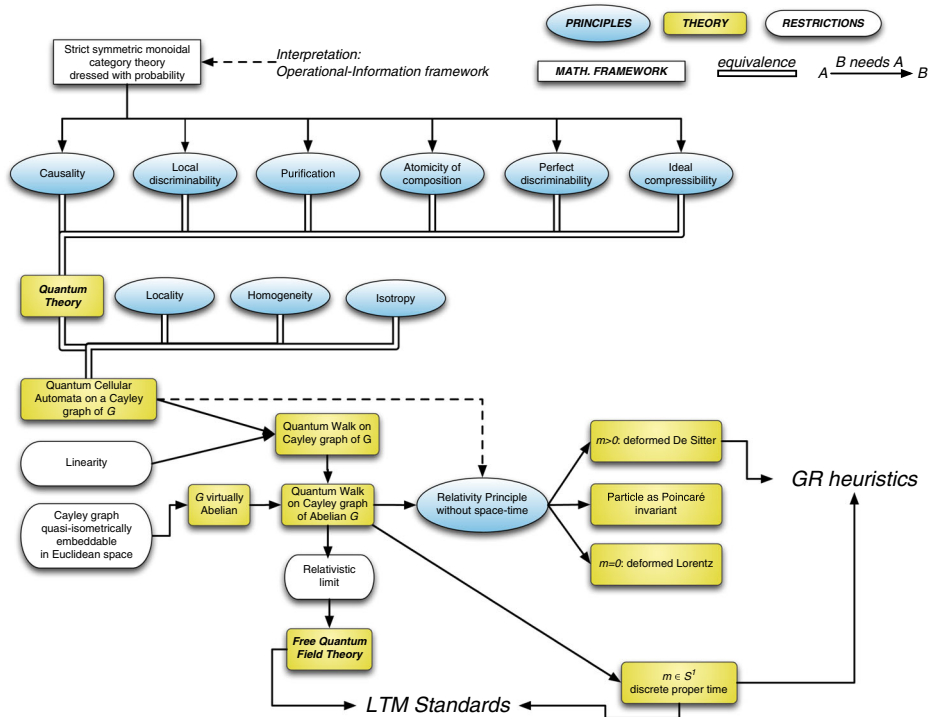 PRINCIPLES
THEORY
RESTRICTIONS
Strict symmetric monoidal
category theory
dressed with probability
Interpretation:
Operational-Information framework
MATH. FRAMEWORK
equivalence
A B needs A B
Causality
Local
discriminability
Purification
Atomicity of
composition
Perfect
discriminability
Ideal
compressibility
Quantum
Theory
Locality
Homogeneity
Isotropy
Quantum Cellular
Automata on a Cayley
graph of G
Quantum Walk on
Cayley graph of G
Linearity
m>0: deformed De Sitter
GR heuristics
Cayley graph
quasi-isometrically
embeddable
in Euclidean space
G virtually
Abelian
Quantum Walk
on Cayley graph
of Abelian G
Relativity Principle
without space-time
Particle as Poincaré
invariant
m=0: deformed Lorentz
Relativistic
limit
Free Quantum
Field Theory
m ∈ S¹
discrete proper time
LTM Standards